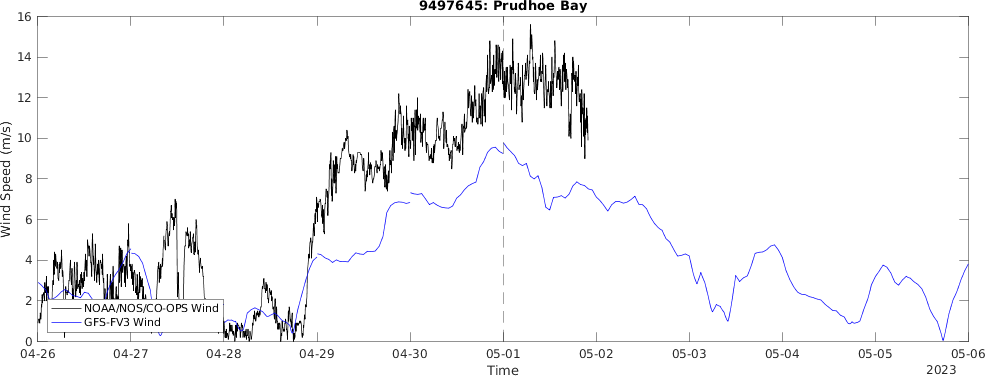 9497645: Prudhoe Bay
16
14
12
10
8
6
4
2
0
Wind Speed (m/s)
NOAA/NOS/CO-OPS Wind
GFS-FV3 Wind
04-26 04-27 04-28 04-29 04-30 05-01 05-02 05-03 05-04 05-05 05-06
Time
2023